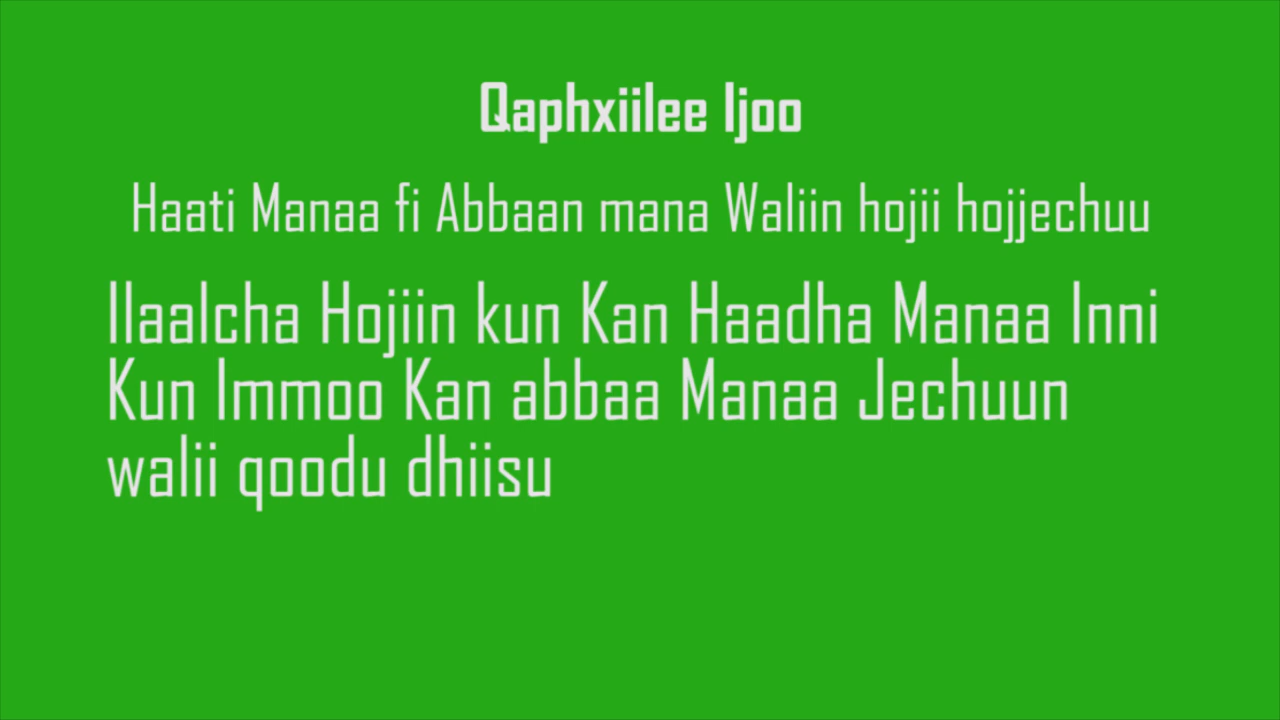 Qaphxiilee Ijoo
Haati Manaa fi Abbaan mana Waliin hojii hojjechuu
Ilaalcha Hojiin kun Kan Haadha Manaa Inni
Kun Immoo Kan abbaa Manaa Jechuun
walii qoodu dhiisu